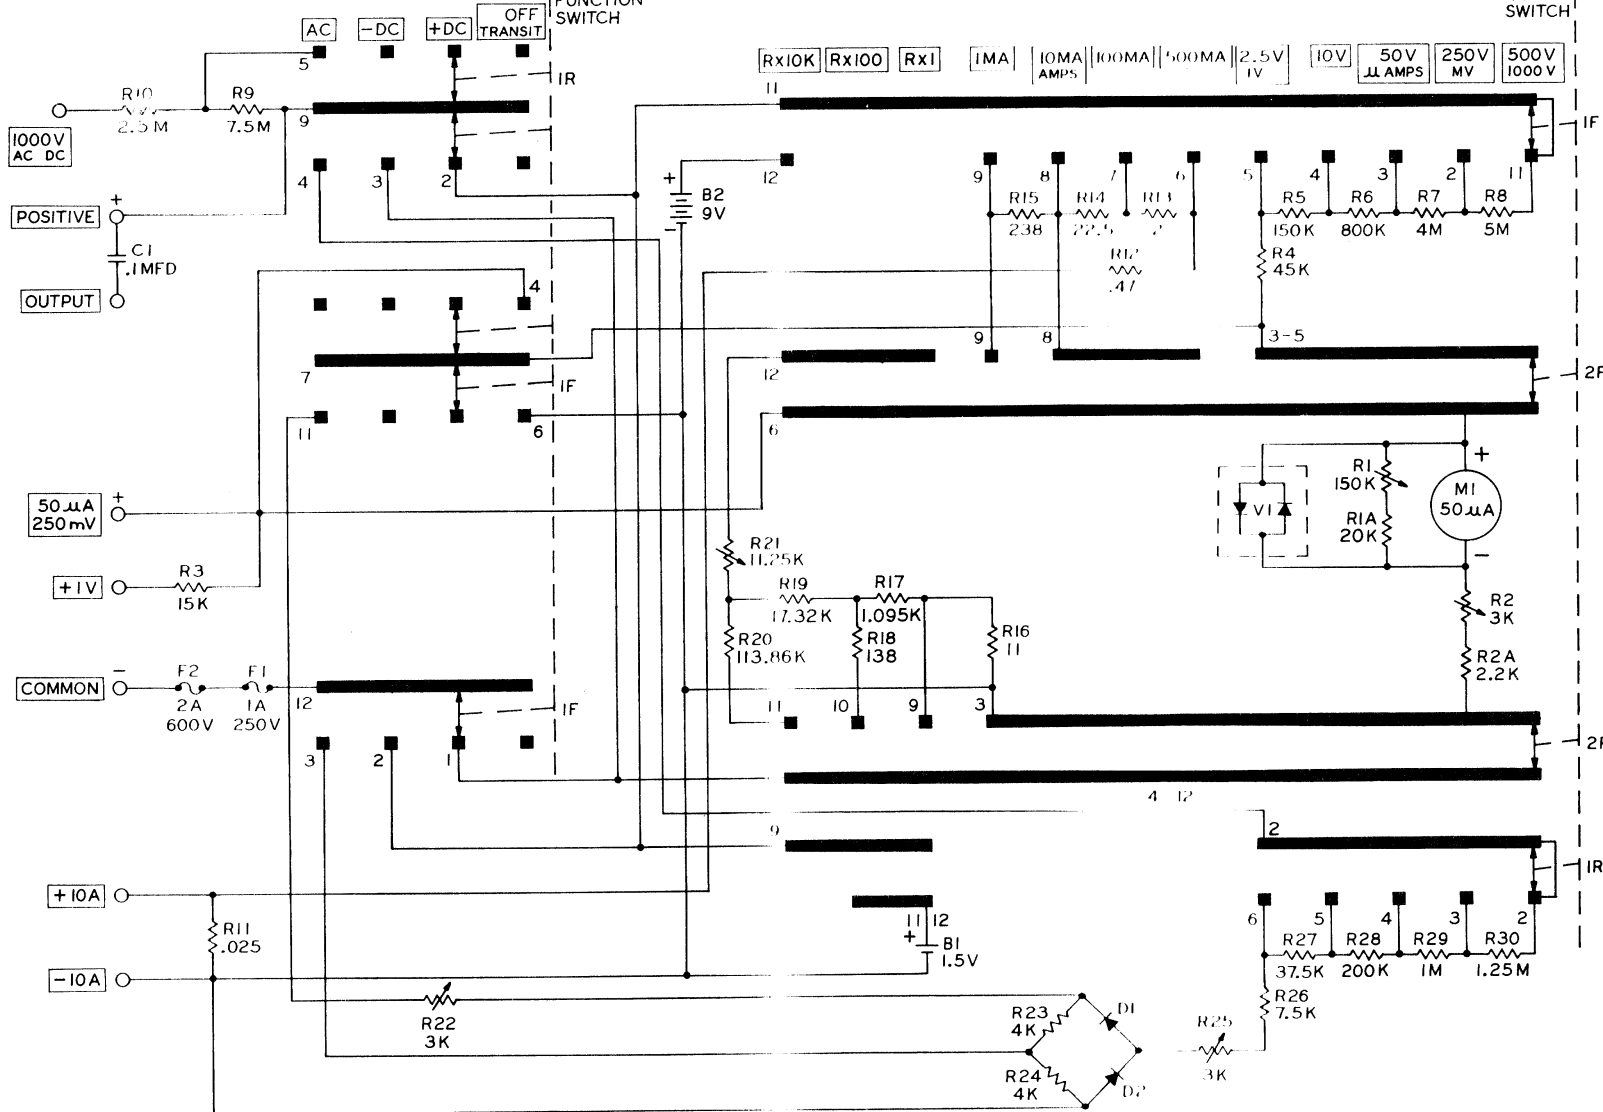 FUNCTION
SWITCH
SWITCH
AC
-DC
+DC
OFF
TRANSIT
5
1R
R10
2.5M
R9
7.5M
9
1000V
AC DC
4
3
2
POSITIVE
+
C1
.1MFD
OUTPUT
4
7
1F
11
6
50µA
250mV
+
+1V
R3
15K
COMMON
−
F2
2A
600V
F1
1A
250V
12
1F
3
2
1
+10A
R11
.025
-10A
R22
3K
Rx10K
Rx100
Rx1
1MA
10MA
AMPS
100MA
500MA
2.5V
1V
10V
50V
µAMPS
250V
MV
500V
1000V
11
1F
12
9
8
7
6
5
4
3
2
11
+
B2
9V
-
R15
238
R14
22.5
R13
2
R5
150K
R6
800K
R7
4M
R8
5M
R12
.47
R4
45K
9
8
3-5
12
2F
6
V1
R1
150K
R1A
20K
+
M1
50µA
−
R2
3K
R2A
2.2K
R21
11.25K
R19
17.32K
R17
1.095K
R20
113.86K
R18
138
R16
11
11
10
9
3
2F
4 12
9
2
1R
11 12
+
B1
1.5V
6
5
4
3
2
R27
37.5K
R28
200K
R29
1M
R30
1.25M
R26
7.5K
R23
4K
D1
R24
4K
D2
R25
3K